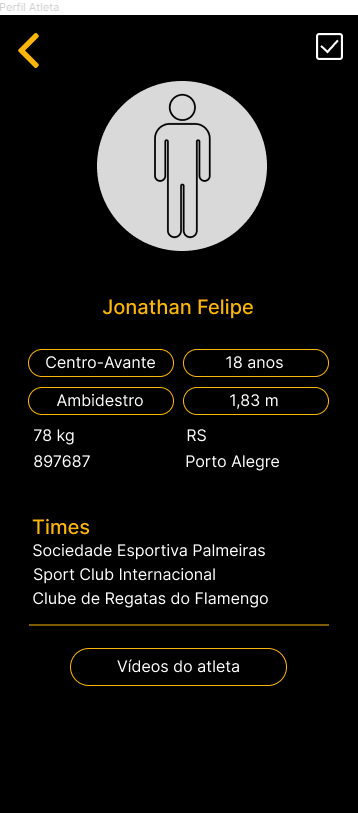 Perfil Atleta
Jonathan Felipe
Centro-Avante 18 anos
Ambidestro 1,83 m
78 kg RS
897687 Porto Alegre
Times
Sociedade Esportiva Palmeiras
Sport Club Internacional
Clube de Regatas do Flamengo
Vídeos do atleta